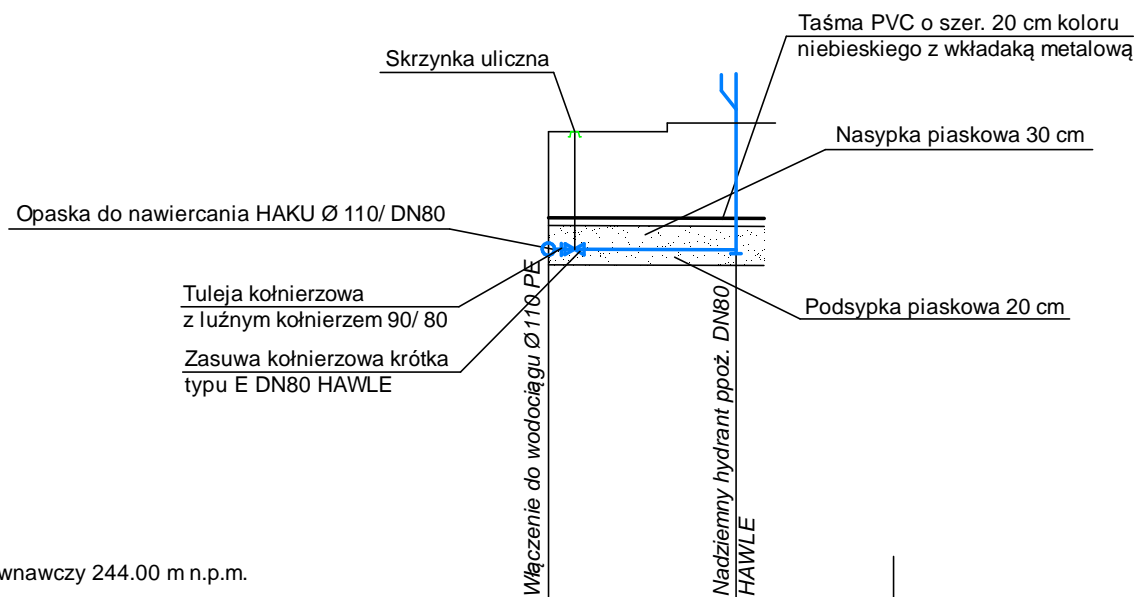 Taśma PVC o szer. 20 cm koloru
niebieskiego z wkładaką metalową
Skrzynka uliczna
Nasypka piaskowa 30 cm
Opaska do nawiercania HAKU Ø 110/ DN80
Tuleja kołnierzowa
z luźnym kołnierzem 90/ 80
Podsypka piaskowa 20 cm
Zasuwa kołnierzowa krótka
typu E DN80 HAWLE
Włączenie do wodociągu Ø 110 PE
Nadziemny hydrant ppoż. DN80
HAWLE
wnawczy 244.00 m n.p.m.